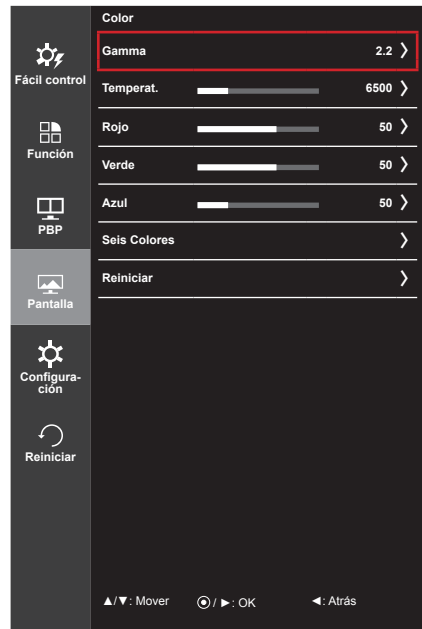 Color
Gamma 2.2
Fácil control
Temperat. 6500
Rojo 50
Función
Verde 50
Azul 50
PBP
Seis Colores
Reiniciar
Pantalla
Configura-
ción
Reiniciar
▲/▼: Mover ⦿/ ►: OK ◄: Atrás